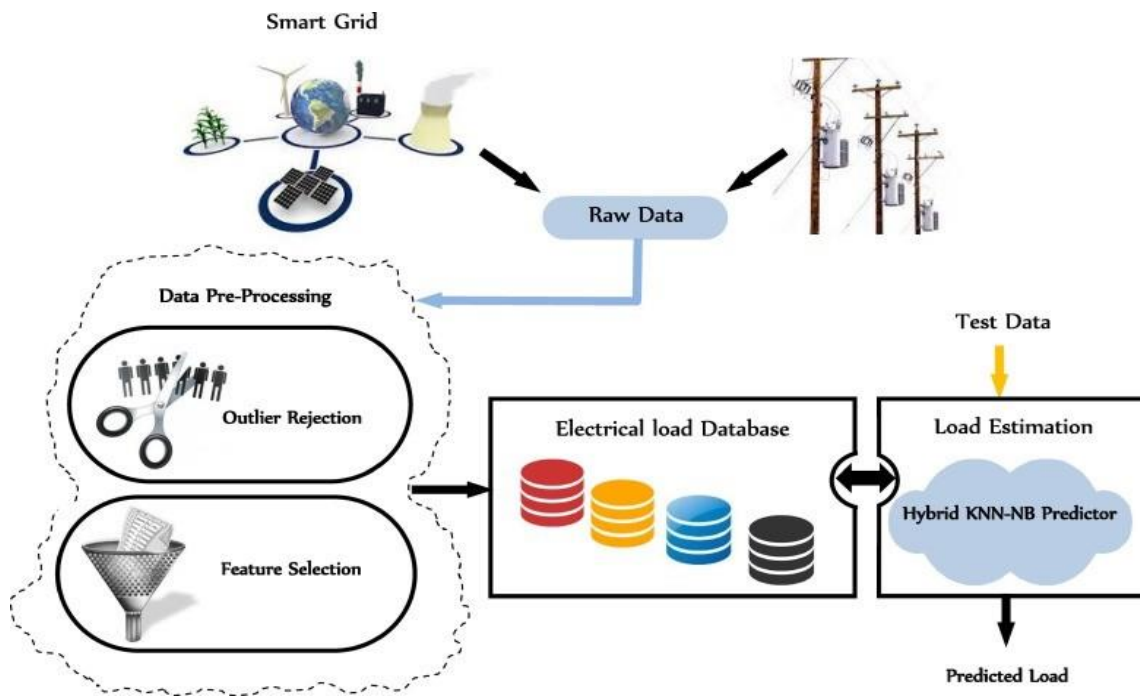 Smart Grid
Raw Data
Data Pre-Processing
Outlier Rejection
Feature Selection
Electrical load Database
Test Data
Load Estimation
Hybrid KNN-NB Predictor
Predicted Load